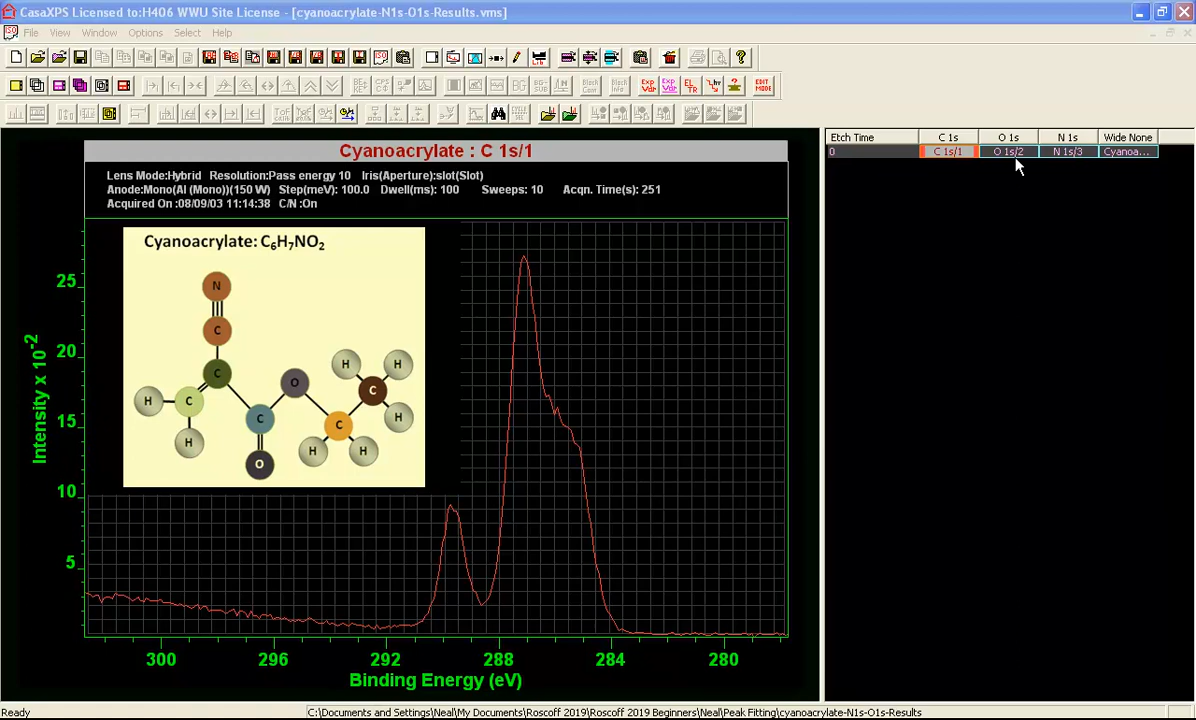 CasaXPS Licensed to:H406 WWU Site License - [cyanoacrylate-N1s-O1s-Results.vms]
File View Window Options Select Help
Cyanoacrylate : C 1s/1
Lens Mode:Hybrid Resolution:Pass energy 10 Iris(Aperture):slot(Slot)
Anode:Mono(Al (Mono))(150 W) Step(meV): 100.0 Dwell(ms): 100 Sweeps: 10 Acqn. Time(s): 251
Acquired On :08/09/03 11:14:38 C/N :On
Cyanoacrylate: C₆H₇NO₂
N
C
C
H
C
H
C
O
O
C
H
H
C
H
H
H
Intensity x 10⁻²
25
20
15
10
5
300 296 292 288 284 280
Binding Energy (eV)
Etch Time C 1s O 1s N 1s Wide None
0 C 1s/1 O 1s/2 N 1s/3 Cyanoa...
Ready C:\Documents and Settings\Neal\My Documents\Roscoff 2019\Roscoff 2019 Beginners\Neal\Peak Fitting\cyanoacrylate-N1s-O1s-Results